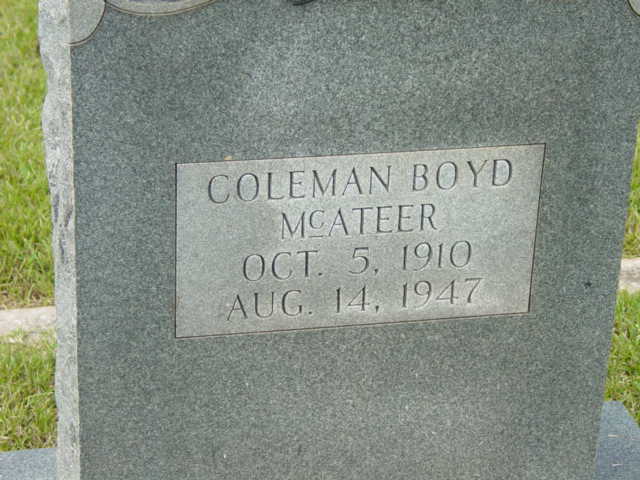 COLEMAN BOYD
McATEER
OCT. 5, 1910
AUG. 14, 1947